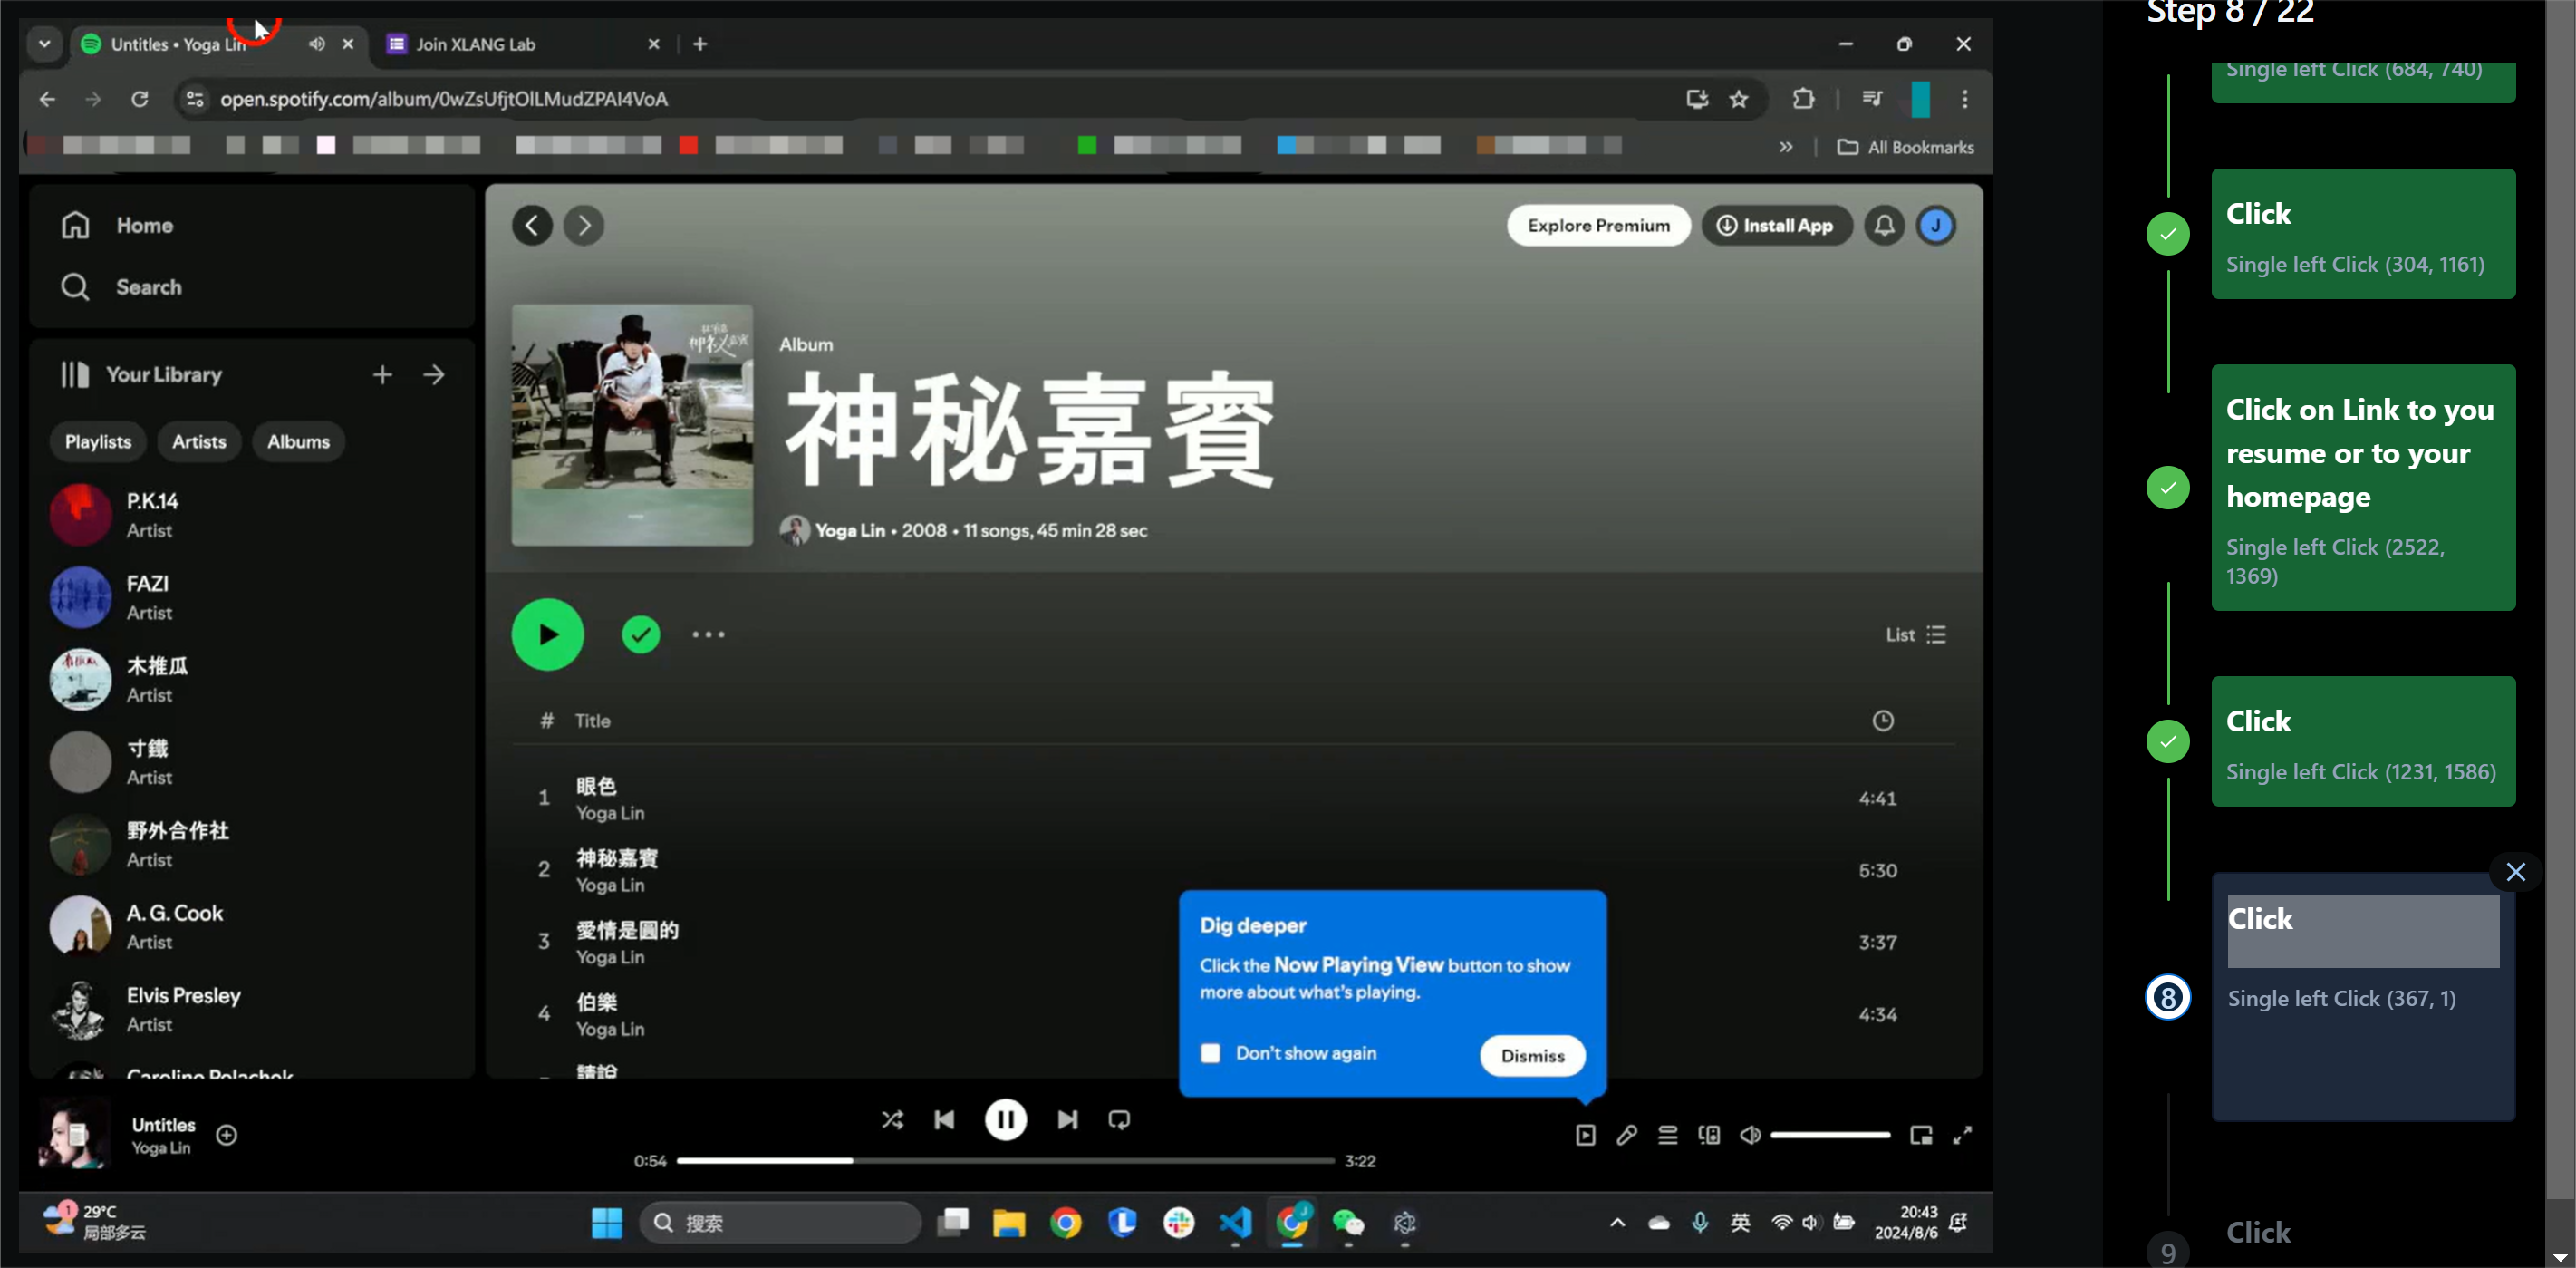 Untitles • Yoga Lin
Join XLANG Lab
open.spotify.com/album/0wZsUfjtOlLMudZPAI4VoA
All Bookmarks
Home
Search
Your Library
Playlists
Artists
Albums
P.K.14
Artist
FAZI
Artist
木推瓜
Artist
寸鐵
Artist
野外合作社
Artist
A. G. Cook
Artist
Elvis Presley
Artist
Caroline Polachek
Explore Premium
Install App
J
Album
神秘嘉賓
Yoga Lin • 2008 • 11 songs, 45 min 28 sec
List
# Title
1 眼色 4:41
Yoga Lin
2 神秘嘉賓 5:30
Yoga Lin
3 愛情是圓的 3:37
Yoga Lin
4 伯樂 4:34
Yoga Lin
請說
Dig deeper
Click the Now Playing View button to show
more about what's playing.
Don't show again
Dismiss
Untitles
Yoga Lin
0:54
3:22
1
29°C
局部多云
搜索
J
英
20:43
2024/8/6
Step 8 / 22
Single left Click (684, 740)
Click
Single left Click (304, 1161)
Click on Link to you
resume or to your
homepage
Single left Click (2522,
1369)
Click
Single left Click (1231, 1586)
8
Click
Single left Click (367, 1)
9
Click